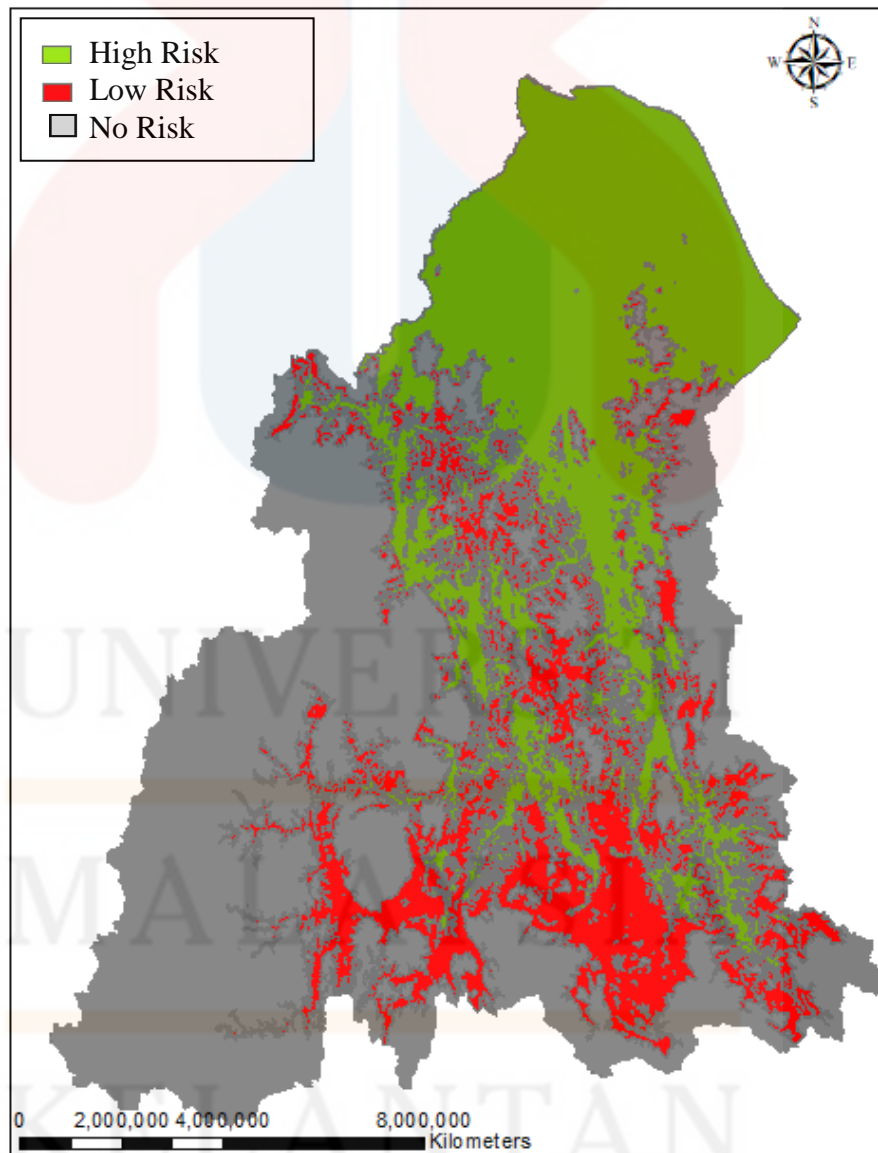 High Risk
Low Risk
No Risk
N
W E
S
UNIVERSITI
MALAYSIA
KELANTAN
0 2,000,000 4,000,000 8,000,000
Kilometers